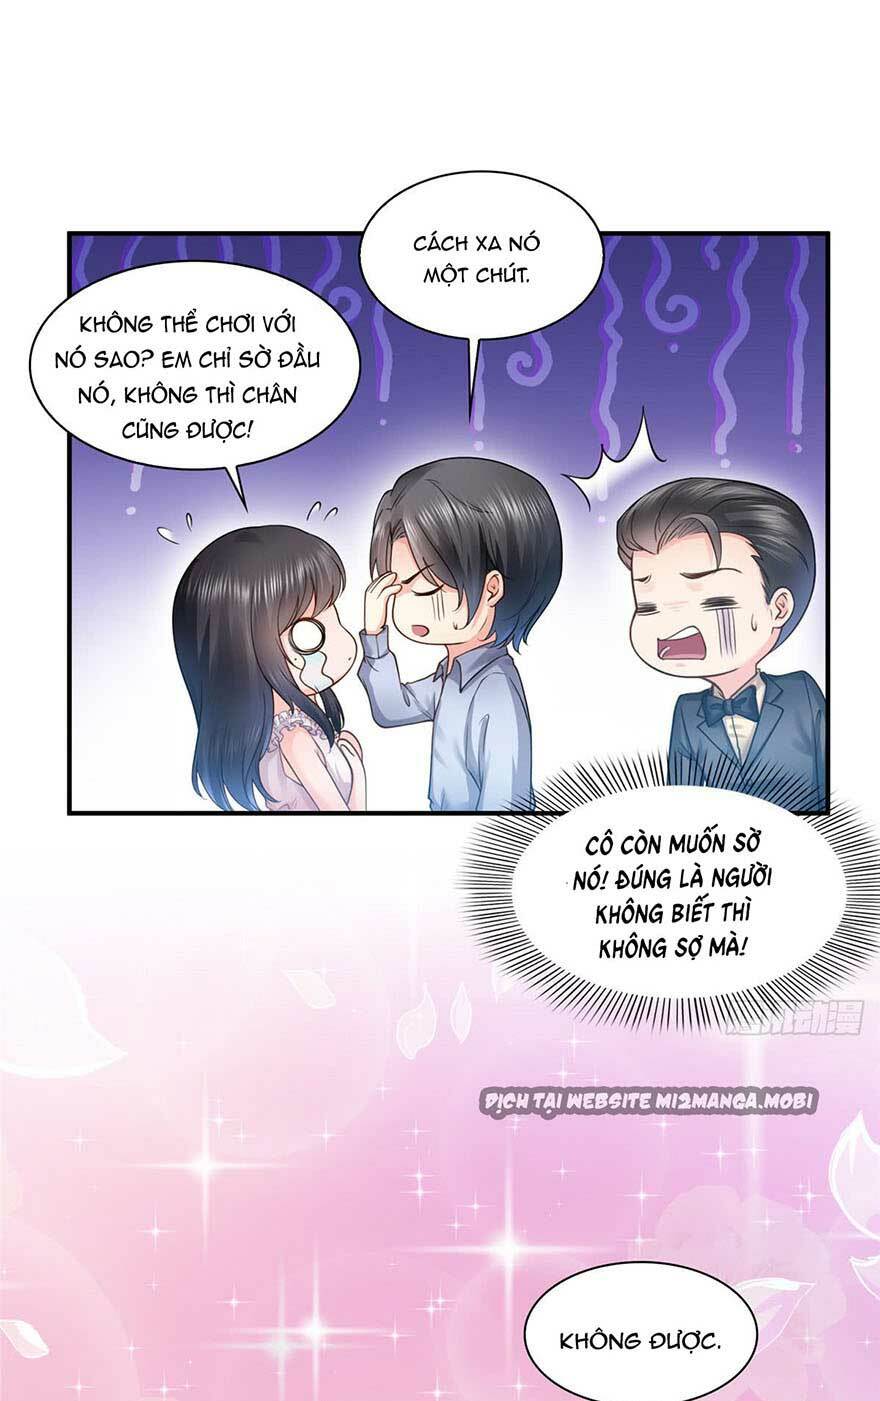 CÁCH XA NÓ
MỘT CHÚT.
KHÔNG THỂ CHƠI VỚI
NÓ SAO? EM CHỈ SỜ ĐẦU
NÓ, KHÔNG THÌ CHÂN
CŨNG ĐƯỢC!
CÔ CÒN MUỐN SỜ
NÓ! ĐÚNG LÀ NGƯỜI
KHÔNG BIẾT THÌ
KHÔNG SỢ MÀ!
动漫
DỊCH TẠI WEBSITE MI2MANGA.MOBI
KHÔNG ĐƯỢC.